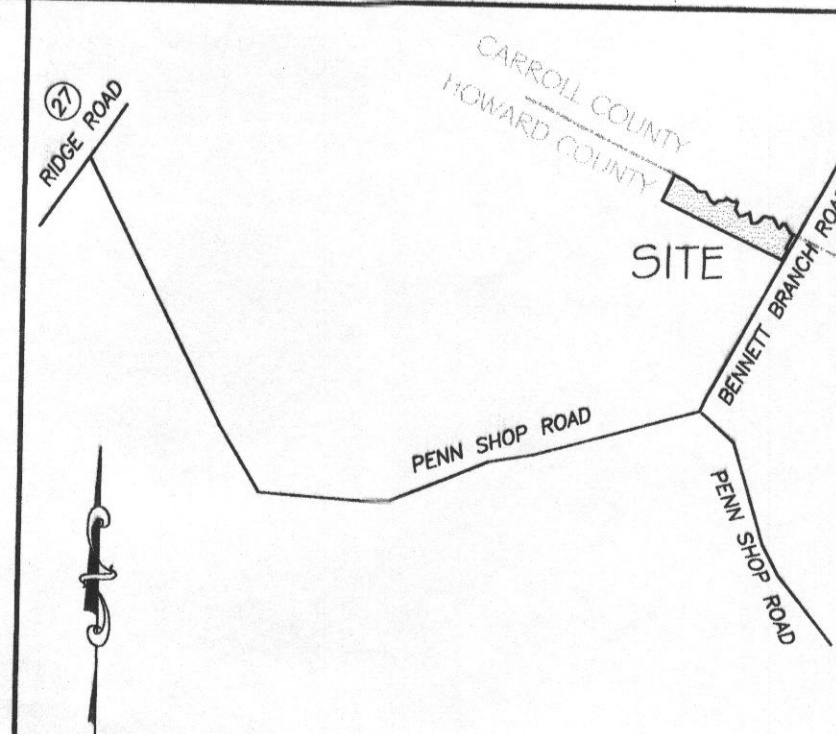 27
RIDGE ROAD
CARROLL COUNTY
HOWARD COUNTY
SITE
BENNETT BRANCH ROAD
PENN SHOP ROAD
PENN SHOP ROAD